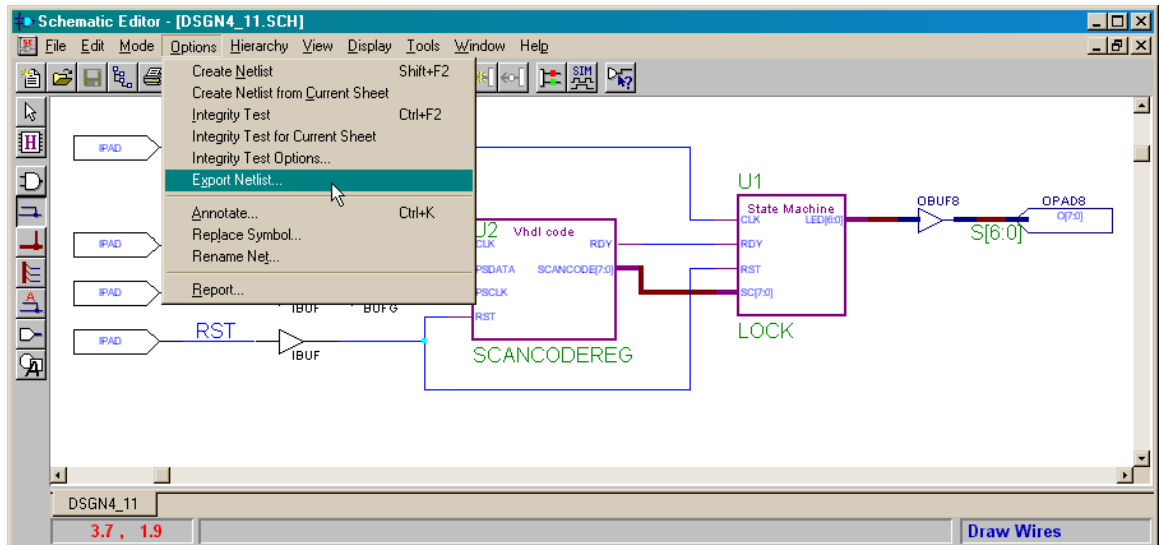 Schematic Editor - [DSGN4_11.SCH]
File Edit Mode Options Hierarchy View Display Tools Window Help
SIM
H
A
A
Create Netlist Shift+F2
Create Netlist from Current Sheet
Integrity Test Ctrl+F2
Integrity Test for Current Sheet
Integrity Test Options...
Export Netlist...
Annotate... Ctrl+K
Replace Symbol...
Rename Net...
Report...
IPAD
IPAD
IPAD
IPAD
RST
IBUF
IBUF BUFG
U2 Vhdl code
CLK RDY
PSDATA SCANCODE[7:0]
PSCLK
RST
SCANCODEREG
U1
State Machine
CLK LED[6:0]
RDY
RST
SC[7:0]
LOCK
OBUF8
S[6:0]
OPAD8
O[7:0]
DSGN4_11
3.7 , 1.9
Draw Wires